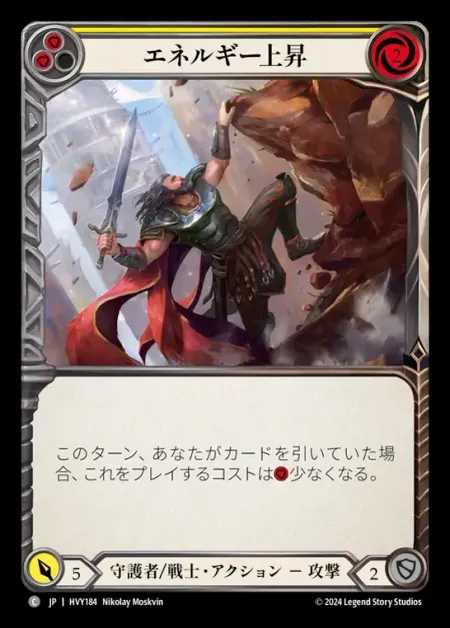 エネルギー上昇
2
このターン、あなたがカードを引いていた場
合、これをプレイするコストは少なくなる。
5
守護者/戦士・アクション － 攻撃
2
C JP | HVY184 Nikolay Moskvin
© 2024 Legend Story Studios